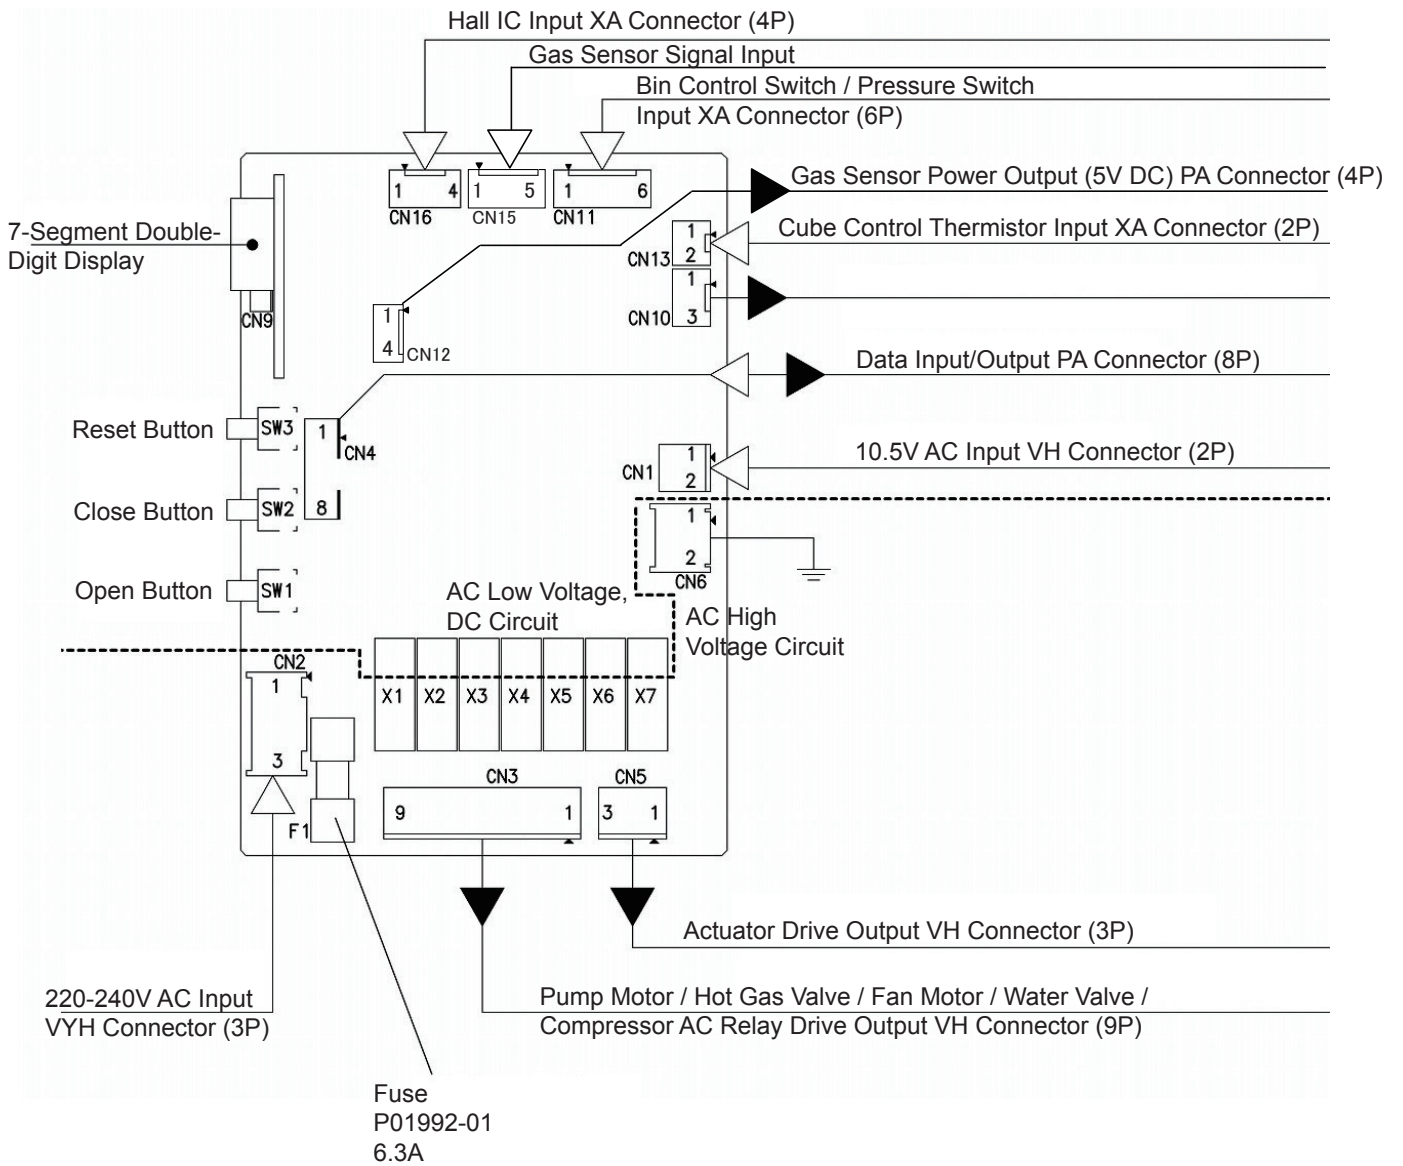 Hall IC Input XA Connector (4P)
Gas Sensor Signal Input
Bin Control Switch / Pressure Switch
Input XA Connector (6P)
Gas Sensor Power Output (5V DC) PA Connector (4P)
1 4
1 5
1 6
CN16
CN15
CN11
7-Segment Double-
Digit Display
Cube Control Thermistor Input XA Connector (2P)
1
2
CN13
1
3
CN10
CN9
1
4
CN12
Data Input/Output PA Connector (8P)
Reset Button
SW3
1
CN4
8
10.5V AC Input VH Connector (2P)
1
2
CN1
Close Button
SW2
1
2
CN6
Open Button
SW1
AC Low Voltage,
DC Circuit
AC High
Voltage Circuit
CN2
1
3
X1 X2 X3 X4 X5 X6 X7
CN3
9 1
CN5
3 1
F1
Actuator Drive Output VH Connector (3P)
220-240V AC Input
VYH Connector (3P)
Pump Motor / Hot Gas Valve / Fan Motor / Water Valve /
Compressor AC Relay Drive Output VH Connector (9P)
Fuse
P01992-01
6.3A